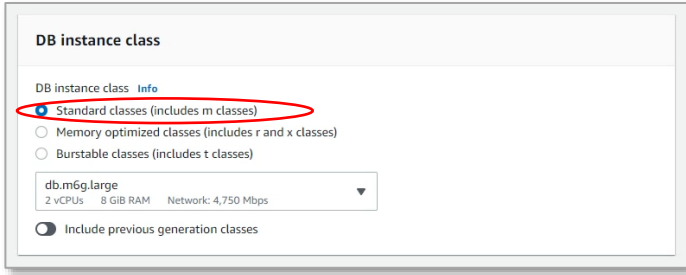 DB instance class
DB instance class Info
Standard classes (includes m classes)
Memory optimized classes (includes r and x classes)
Burstable classes (includes t classes)
db.m6g.large
2 vCPUs 8 GiB RAM Network: 4,750 Mbps
Include previous generation classes